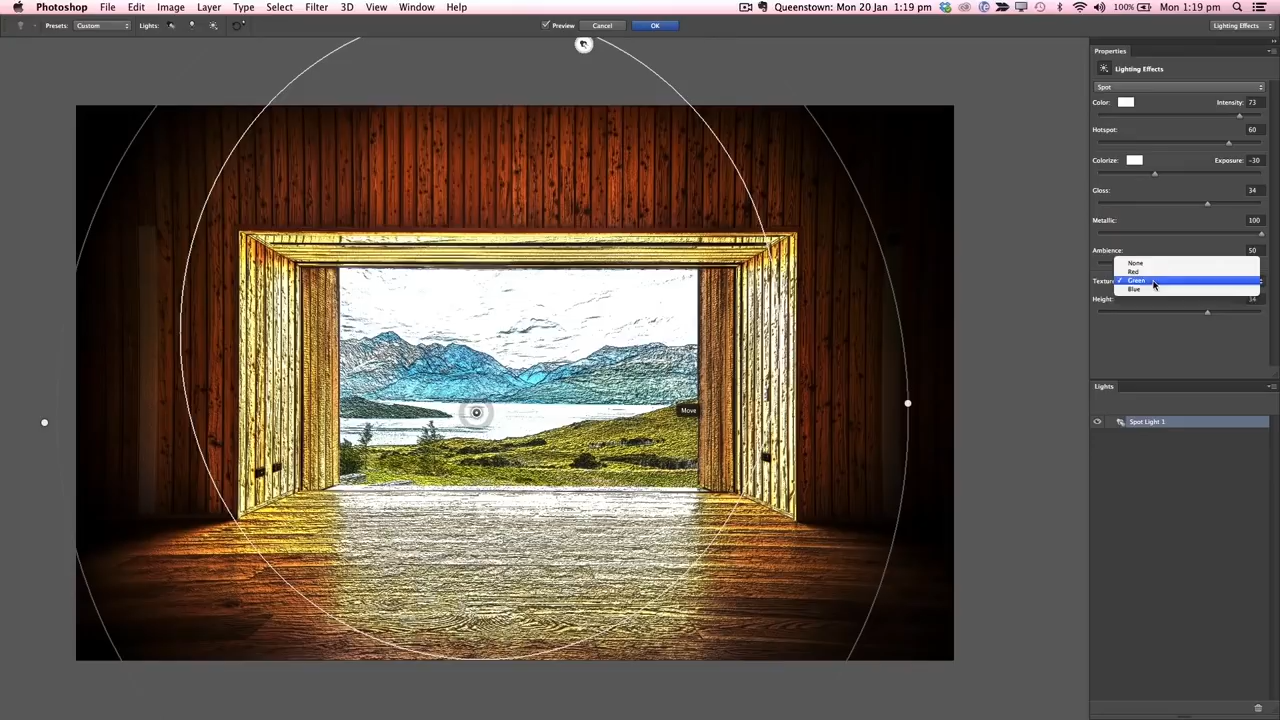 Photoshop File Edit Image Layer Type Select Filter 3D View Window Help Queenstown: Mon 20 Jan 1:19 pm 100% Mon 1:19 pm
Presets: Custom Lights: Preview Cancel OK Lighting Effects
Properties
Lighting Effects
Spot
Color: Intensity: 73
Hotspot: 60
Colorize: Exposure: -30
Gloss: 34
Metallic: 100
Ambience: 50
None
Red
Texture Green
Blue
Height: 34
Lights
Move
Spot Light 1